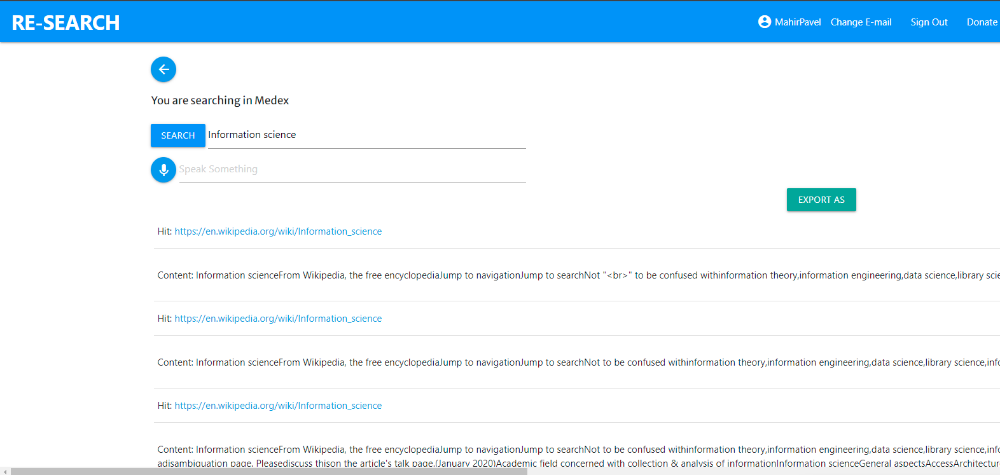 RE-SEARCH
MahirPavel Change E-mail Sign Out Donate
You are searching in Medex
SEARCH Information science
Speak Something
EXPORT AS
Hit: https://en.wikipedia.org/wiki/Information_science
Content: Information scienceFrom Wikipedia, the free encyclopediaJump to navigationJump to searchNot "<br>" to be confused withinformation theory,information engineering,data science,library scie
Hit: https://en.wikipedia.org/wiki/Information_science
Content: Information scienceFrom Wikipedia, the free encyclopediaJump to navigationJump to searchNot to be confused withinformation theory,information engineering,data science,library science,info
Hit: https://en.wikipedia.org/wiki/Information_science
Content: Information scienceFrom Wikipedia, the free encyclopediaJump to navigationJump to searchNot to be confused withinformation theory,information engineering,data science,library science,info
adisambiguation page. Pleasediscuss thison the article's talk page.(January 2020)Academic field concerned with collection & analysis of informationInformation scienceGeneral aspectsAccessArchitectur